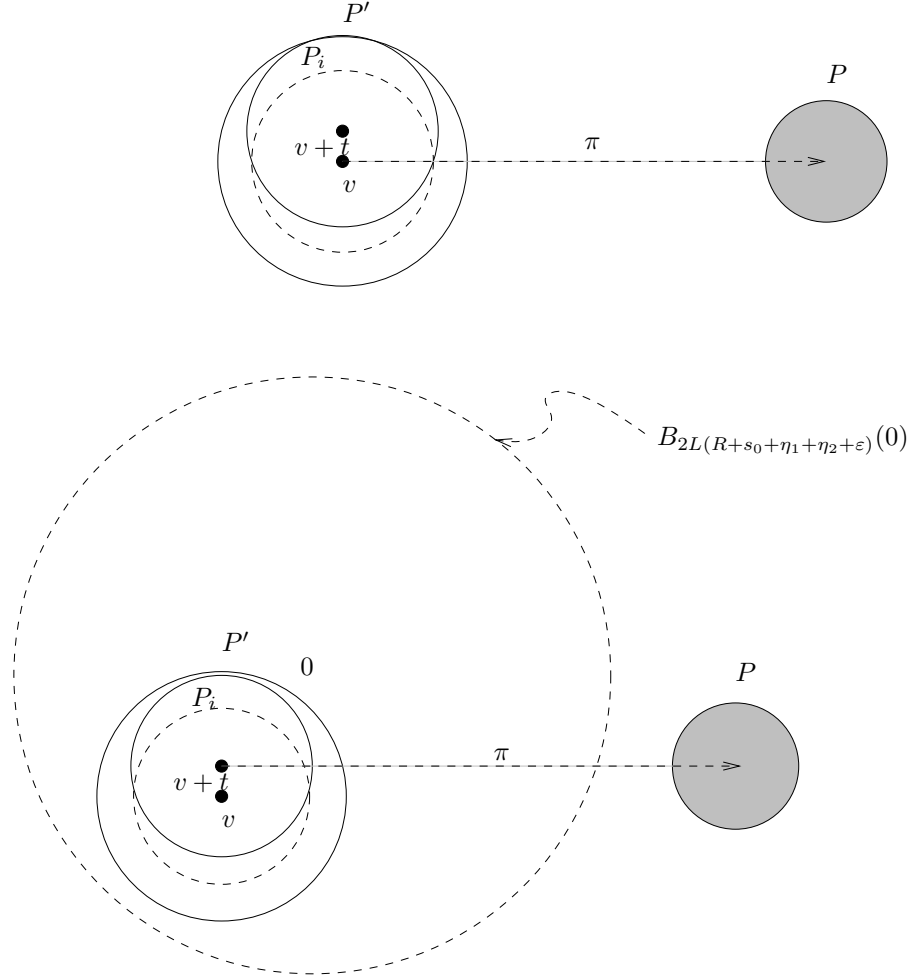 P′
P_i
P
π
v + t
v
B_{2L(R+s_0+η_1+η_2+ε)}(0)
P′
0
P
P_i
π
v + t
v